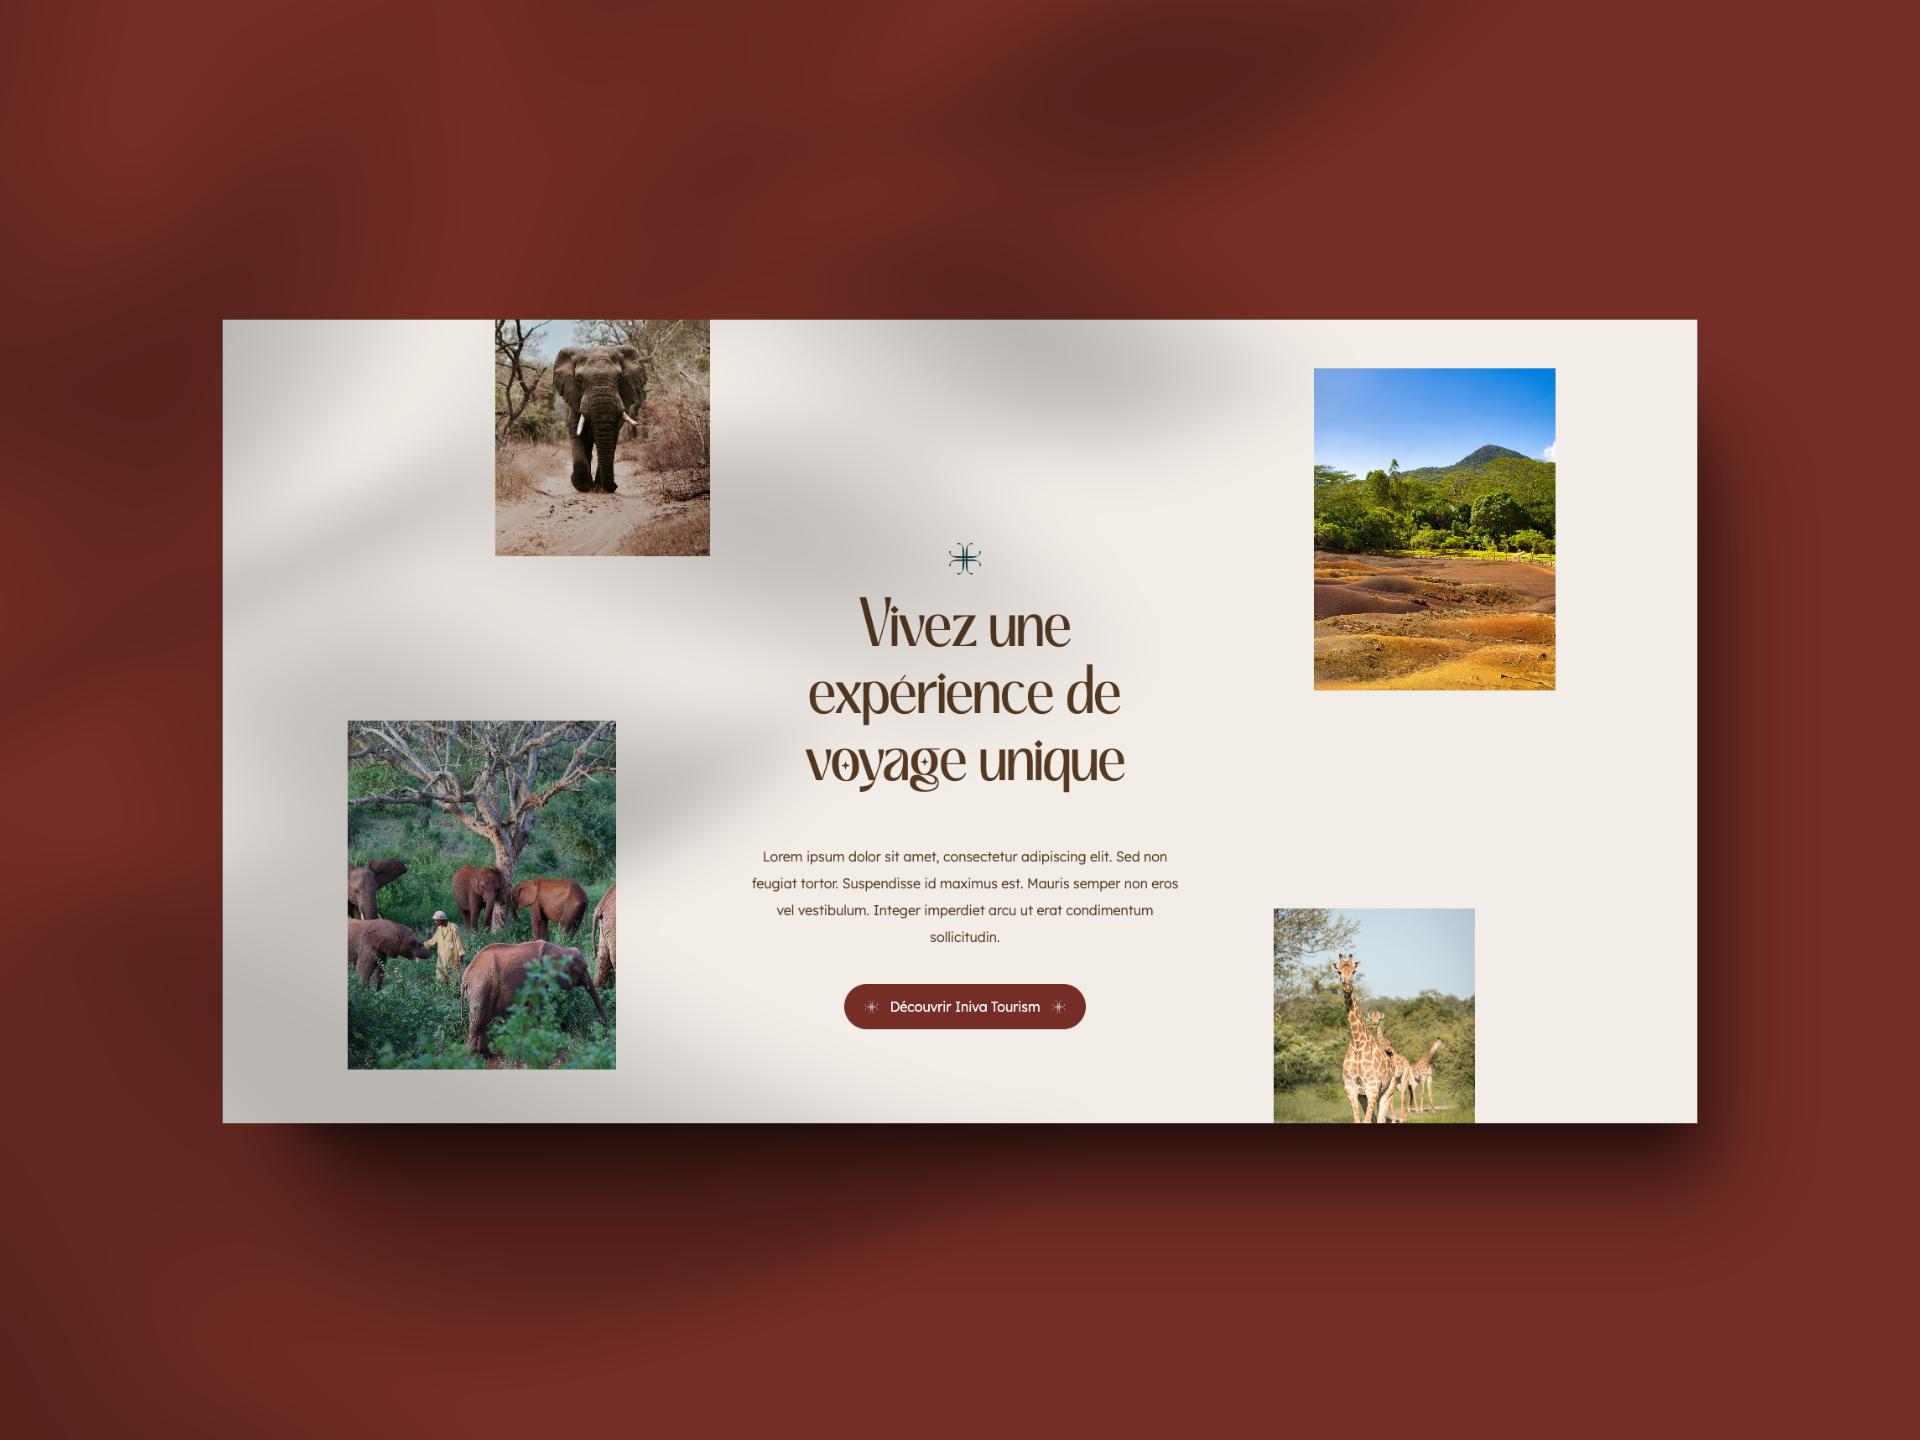 Vivez une
expérience de
voyage unique
Lorem ipsum dolor sit amet, consectetur adipiscing elit. Sed non
feugiat tortor. Suspendisse id maximus est. Mauris semper non eros
vel vestibulum. Integer imperdiet arcu ut erat condimentum
sollicitudin.
Découvrir Iniva Tourism